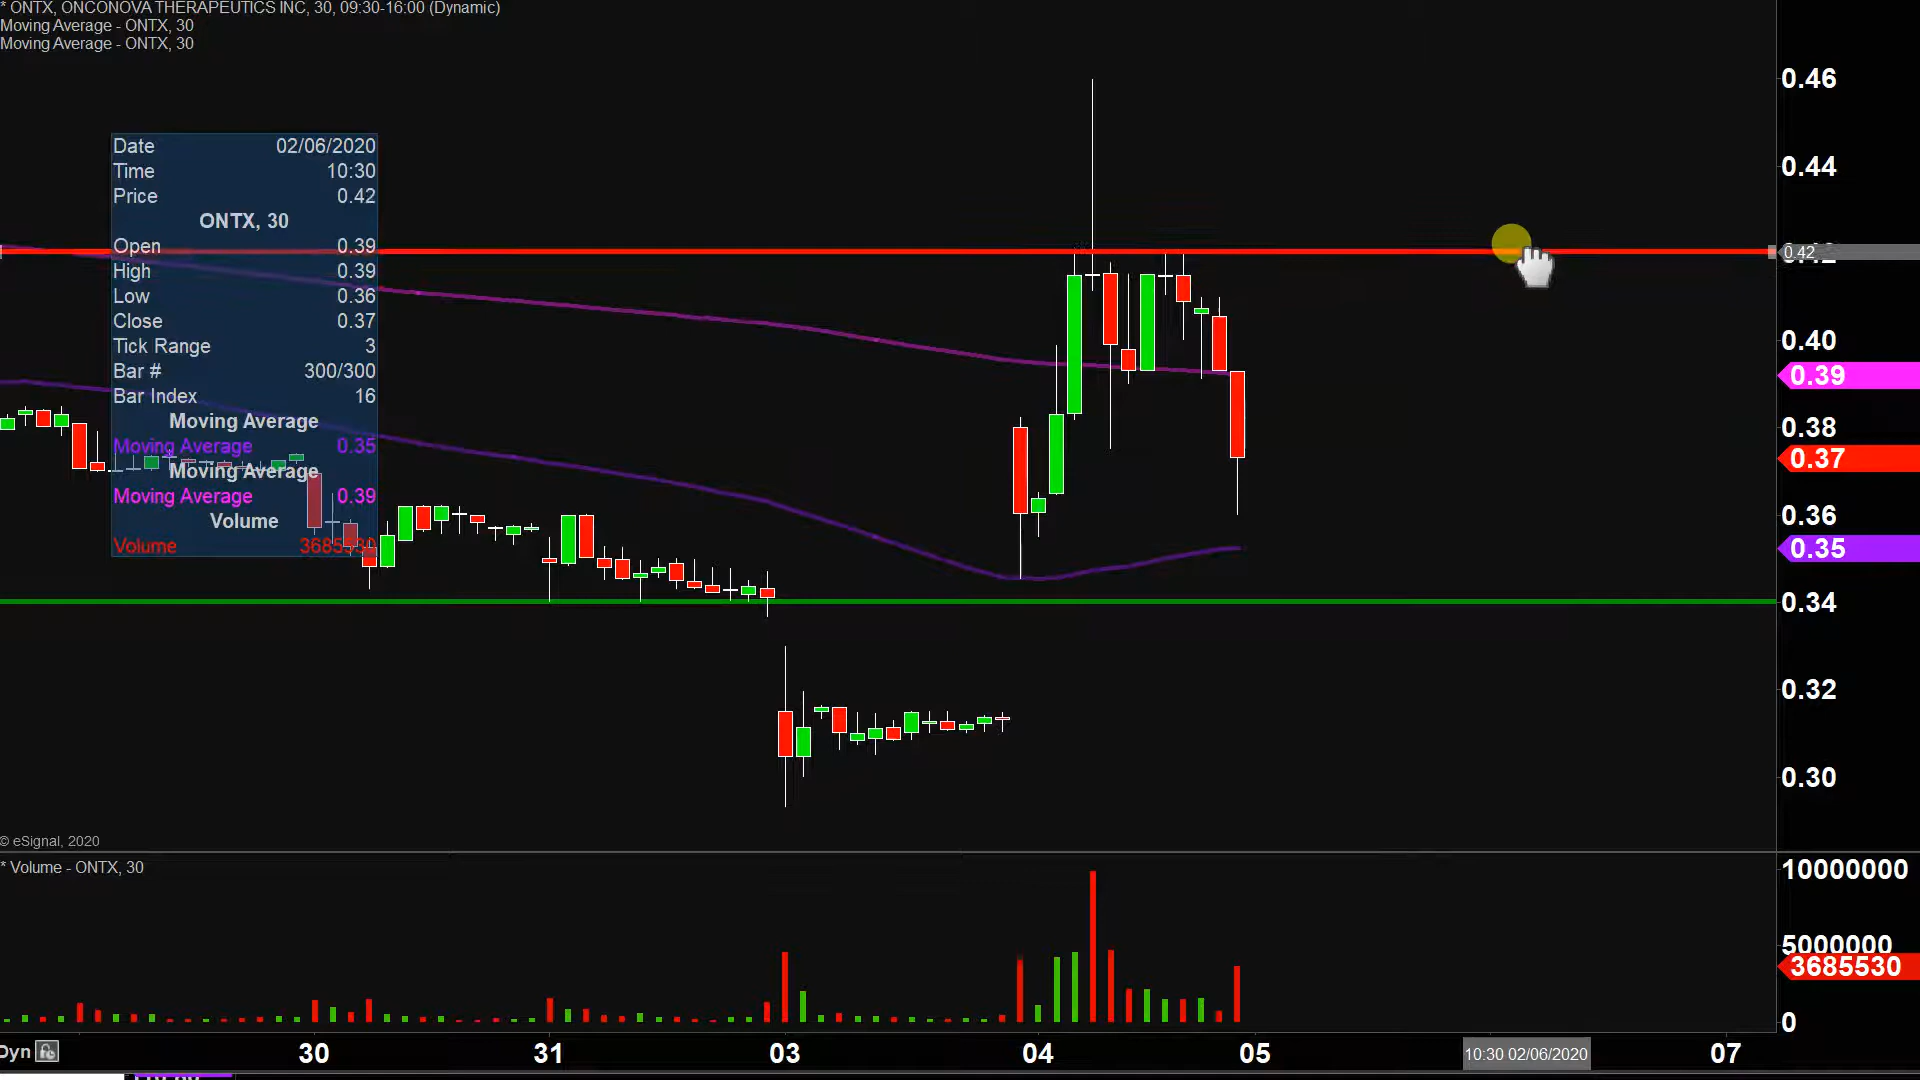 * ONTX, ONCONOVA THERAPEUTICS INC, 30, 09:30-16:00 (Dynamic)
Moving Average - ONTX, 30
Moving Average - ONTX, 30
Date 02/06/2020
Time 10:30
Price 0.42
ONTX, 30
Open 0.39
High 0.39
Low 0.36
Close 0.37
Tick Range 3
Bar # 300/300
Bar Index 16
Moving Average
Moving Average 0.35
Moving Average
Moving Average 0.39
Volume
Volume 3685530
0.46
0.44
0.42
0.40
0.39
0.38
0.37
0.36
0.35
0.34
0.32
0.30
© eSignal, 2020
* Volume - ONTX, 30
10000000
5000000
3685530
0
Dyn
30
31
03
04
05
10:30 02/06/2020
07